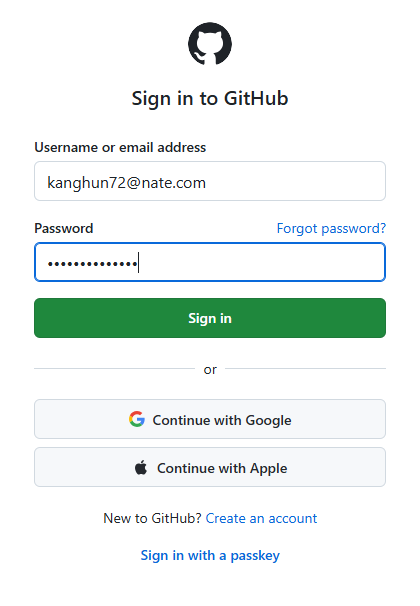 Sign in to GitHub
Username or email address
kanghun72@nate.com
Password Forgot password?
••••••••••••••
Sign in
or
Continue with Google
Continue with Apple
New to GitHub? Create an account
Sign in with a passkey